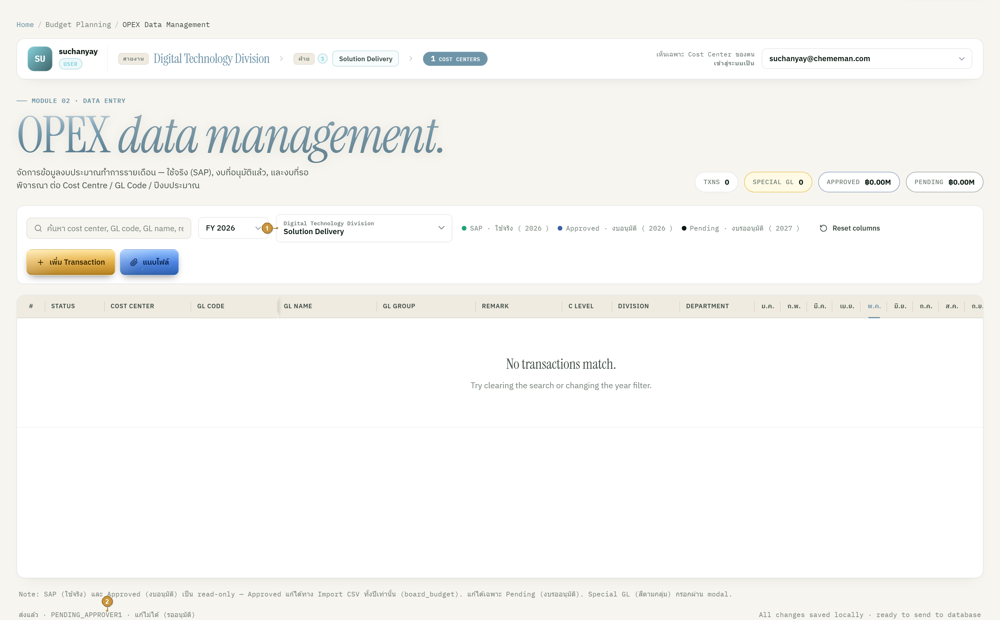 Home / Budget Planning / OPEX Data Management
SU
suchanyay
USER
สายงาน Digital Technology Division > ฝ่าย 1 Solution Delivery > 1 COST CENTERS
เห็นเฉพาะ Cost Center ของตน
เข้าสู่ระบบเป็น
suchanyay@chememan.com
MODULE 02 · DATA ENTRY
OPEX data management.
จัดการข้อมูลงบประมาณทำการรายเดือน — ใช้จริง (SAP), งบที่อนุมัติแล้ว, และงบที่รอ
พิจารณา ต่อ Cost Centre / GL Code / ปีงบประมาณ
TXNS 0
SPECIAL GL 0
APPROVED ฿0.00M
PENDING ฿0.00M
ค้นหา cost center, GL code, GL name, re
FY 2026
1
Digital Technology Division
Solution Delivery
SAP · ใช้จริง ( 2026 )
Approved · งบอนุมัติ ( 2026 )
Pending · งบรออนุมัติ ( 2027 )
Reset columns
+ เพิ่ม Transaction
แนบไฟล์
# STATUS COST CENTER GL CODE GL NAME GL GROUP REMARK C LEVEL DIVISION DEPARTMENT ม.ค. ก.พ. มี.ค. เม.ย. พ.ค. มิ.ย. ก.ค. ส.ค. ก.ย.
No transactions match.
Try clearing the search or changing the year filter.
Note: SAP (ใช้จริง) และ Approved (งบอนุมัติ) เป็น read-only — Approved แก้ได้ทาง Import CSV ทั้งปีเท่านั้น (board_budget). แก้ได้เฉพาะ Pending (งบรออนุมัติ). Special GL (สีตามกลุ่ม) กรอกผ่าน modal.
2
ส่งแล้ว · PENDING_APPROVER1 · แก้ไม่ได้ (รออนุมัติ)
All changes saved locally · ready to send to database